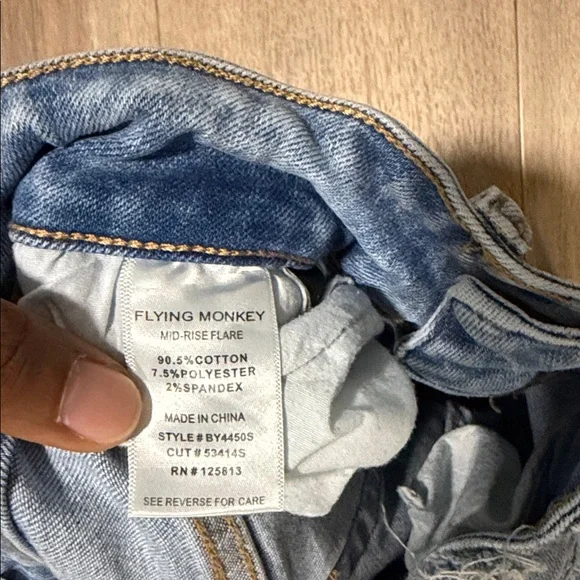 FLYING MONKEY
MID-RISE FLARE
90.5%COTTON
7.5%POLYESTER
2%SPANDEX
MADE IN CHINA
STYLE# BY4450S
CUT # 53414S
RN# 125813
SEE REVERSE FOR CARE